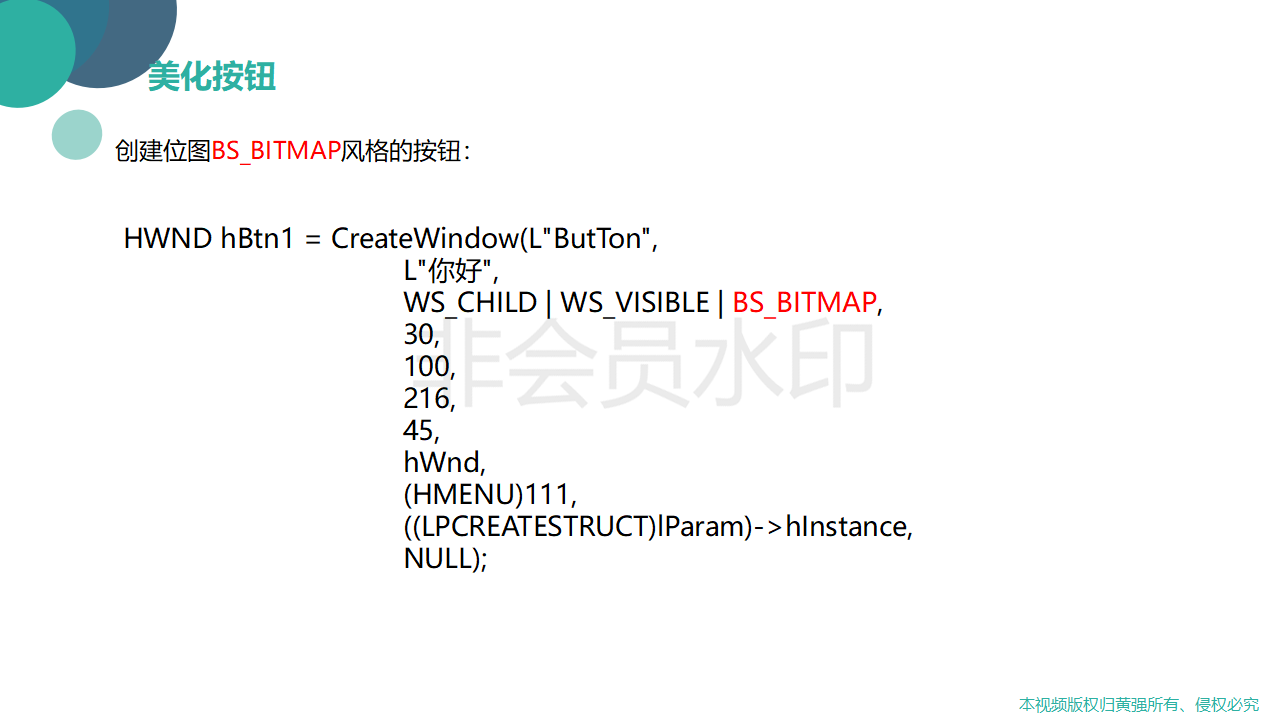 美化按钮
创建位图BS_BITMAP风格的按钮：
HWND hBtn1 = CreateWindow(L"ButTon",
L"你好",
WS_CHILD | WS_VISIBLE | BS_BITMAP,
30,
100,
216,
45,
hWnd,
(HMENU)111,
((LPCREATESTRUCT)lParam)->hInstance,
NULL);
非会员水印
本视频版权归黄强所有、侵权必究